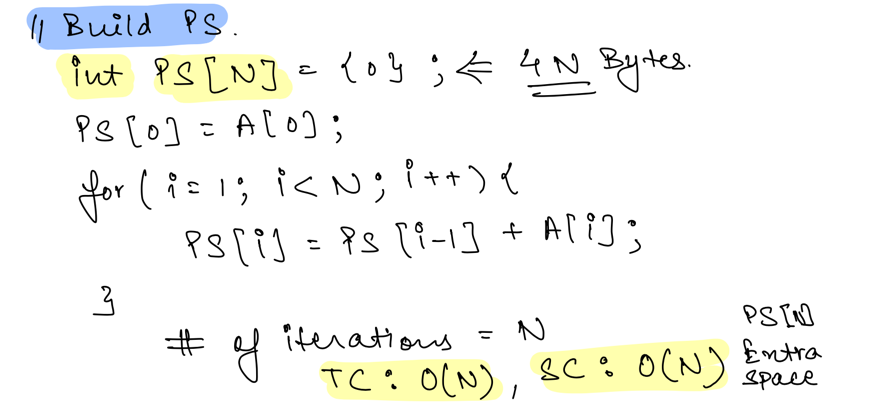 // Build PS.
int PS[N] = {0} ; ⇐ 4N Bytes.
PS[0] = A[0];
for( i=1; i<N; i++) {
PS[i] = PS[i-1] + A[i];
}
# of iterations = N
TC: O(N), SC: O(N)
PS[N]
Extra
space